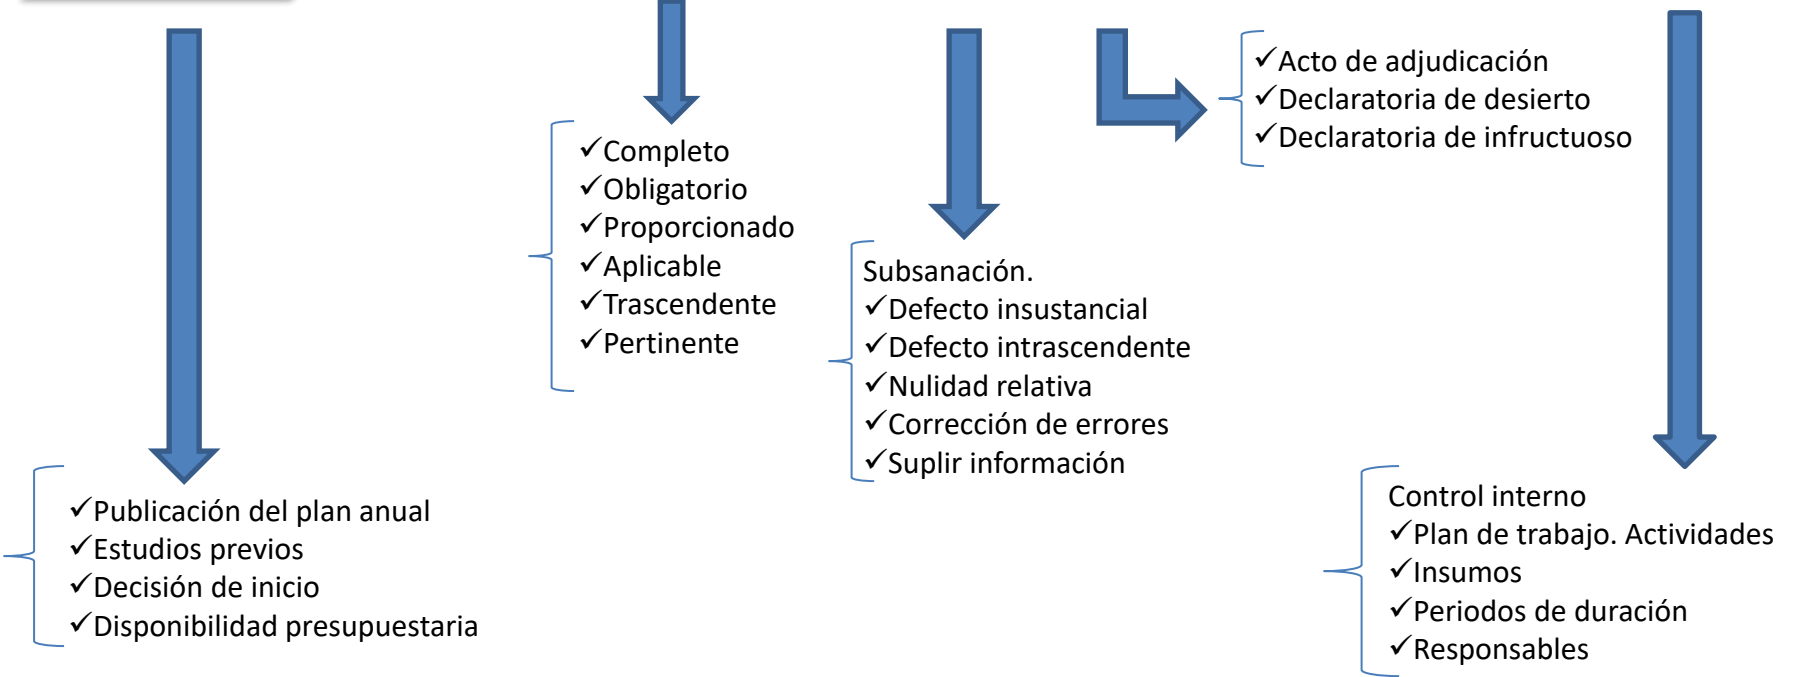 ✓Acto de adjudicación
✓Declaratoria de desierto
✓Declaratoria de infructuoso
✓Completo
✓Obligatorio
✓Proporcionado
✓Aplicable
✓Trascendente
✓Pertinente
Subsanación.
✓Defecto insustancial
✓Defecto intrascendente
✓Nulidad relativa
✓Corrección de errores
✓Suplir información
✓Publicación del plan anual
✓Estudios previos
✓Decisión de inicio
✓Disponibilidad presupuestaria
Control interno
✓Plan de trabajo. Actividades
✓Insumos
✓Periodos de duración
✓Responsables